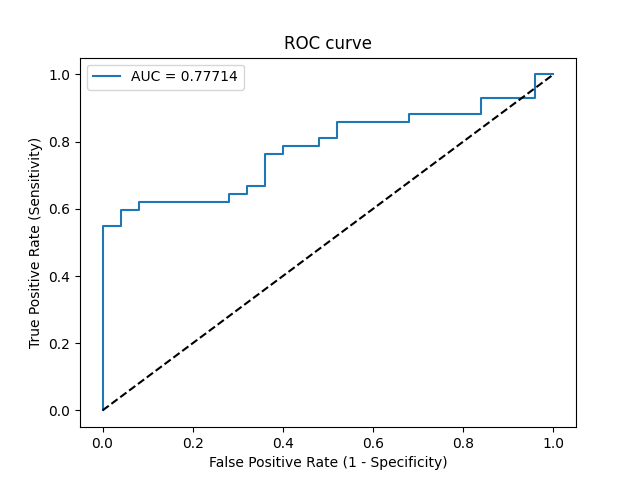 ROC curve
AUC = 0.77714
1.0
0.8
0.6
0.4
0.2
0.0
True Positive Rate (Sensitivity)
0.0 0.2 0.4 0.6 0.8 1.0
False Positive Rate (1 - Specificity)